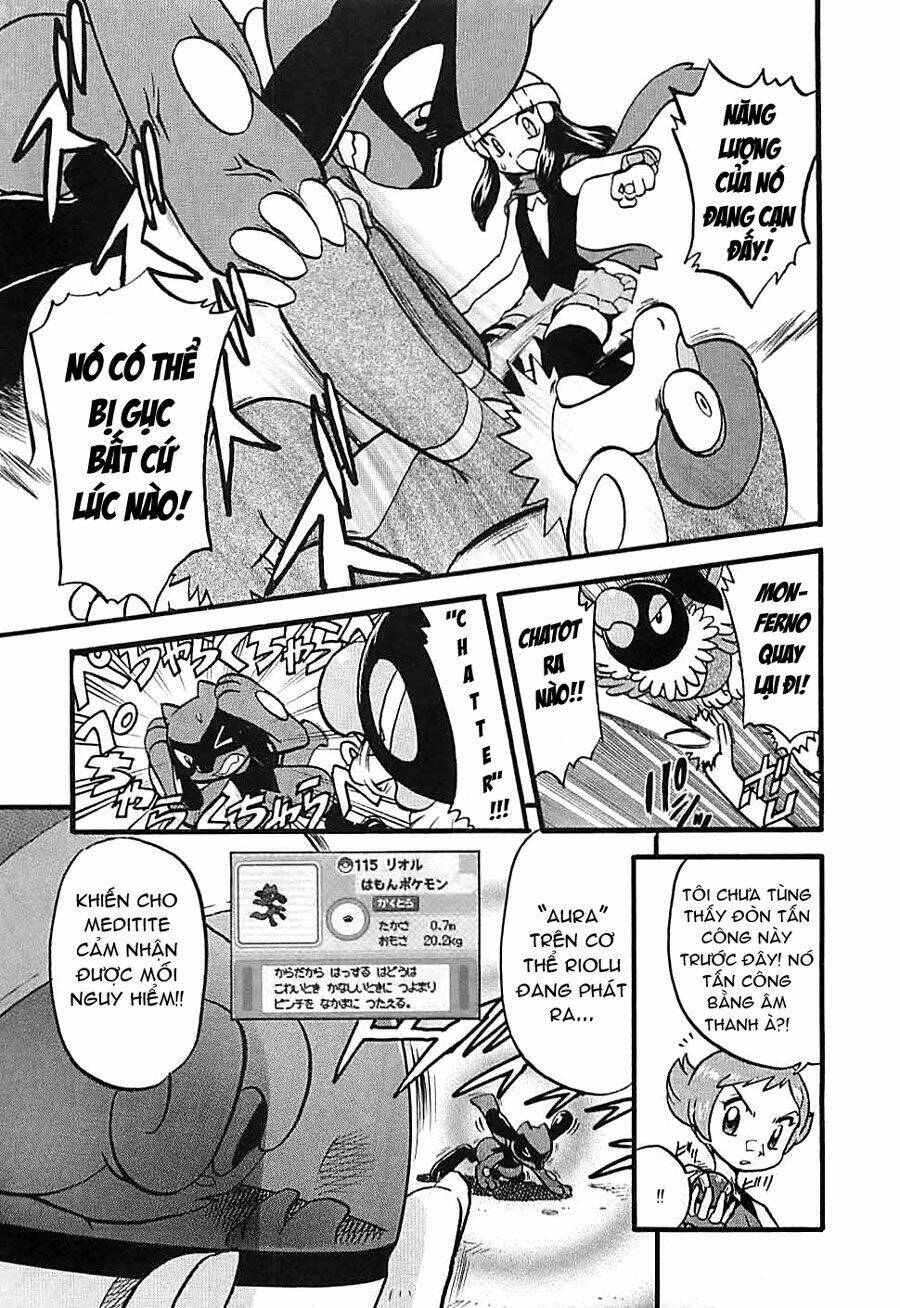 NĂNG
LƯỢNG
CỦA NÓ
ĐANG CẠN
ĐẤY!
NÓ CÓ THỂ
BỊ GỤC
BẤT CỨ
LÚC NÀO!
MON-
FERNO
QUAY
LẠI ĐI!
CHATOT
RA
NÀO!!
"CHATTER"!!!
TÔI CHƯA TÙNG
THẤY ĐÒN TẤN
CÔNG NÀY
TRƯỚC ĐÂY! NÓ
TẤN CÔNG
BẰNG ÂM
THANH À?!
!!
"AURA"
TRÊN CƠ
THỂ RIOLU
ĐANG PHÁT
RA...
115 リオル
はもんポケモン
かくとう
たかさ 0.7m
おもさ 20.2kg
からだから はっする はどうは
こわいとき かなしいときに つよまり
ピンチを なかまに つたえる。
KHIẾN CHO
MEDITITE
CẢM NHẬN
ĐƯỢC MỐI
NGUY HIỂM!!